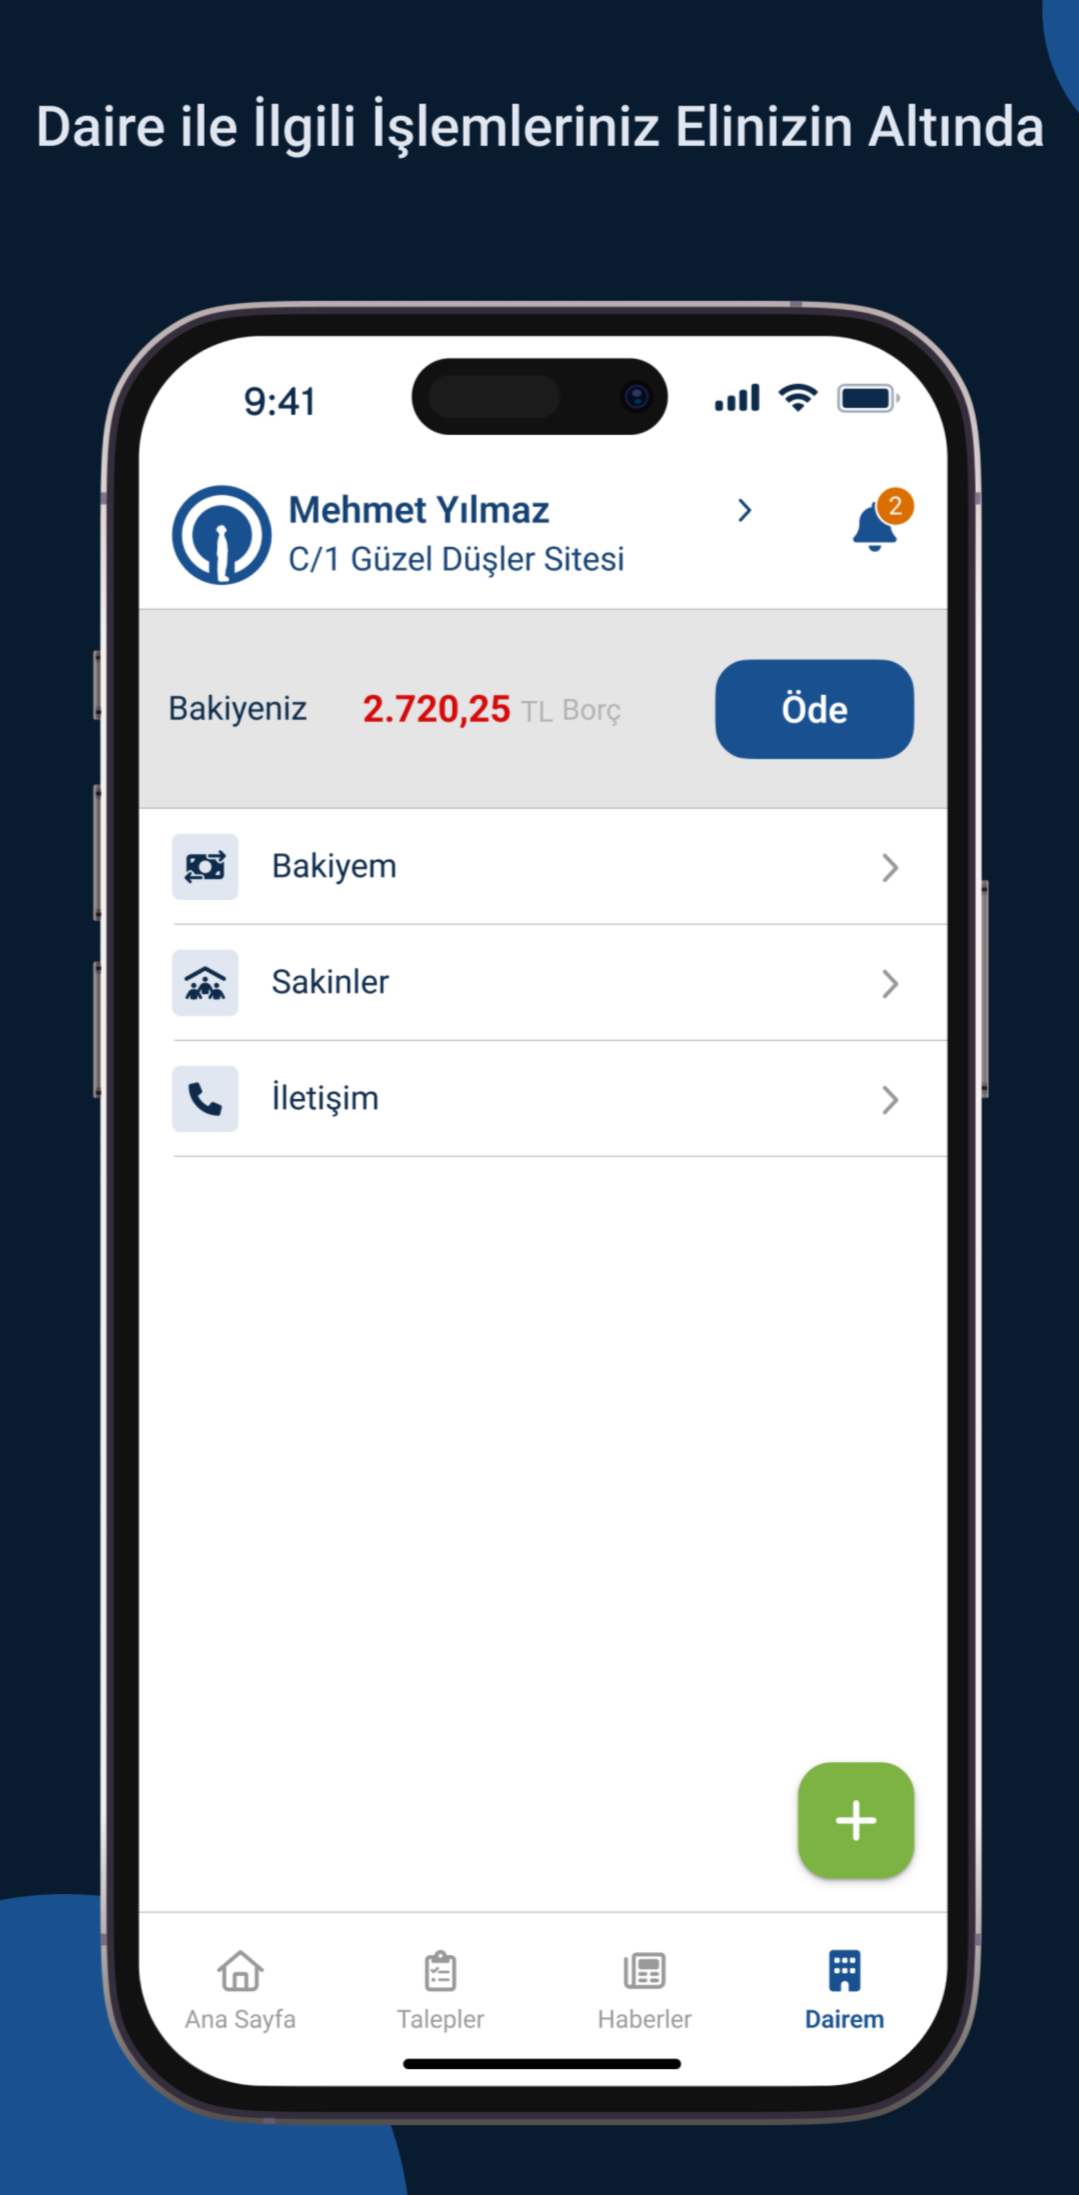 Daire ile İlgili İşlemleriniz Elinizin Altında
9:41
Mehmet Yılmaz
2
C/1 Güzel Düşler Sitesi
Bakiyeniz 2.720,25 TL Borç Öde
Bakiyem
Sakinler
İletişim
Ana Sayfa Talepler Haberler Dairem